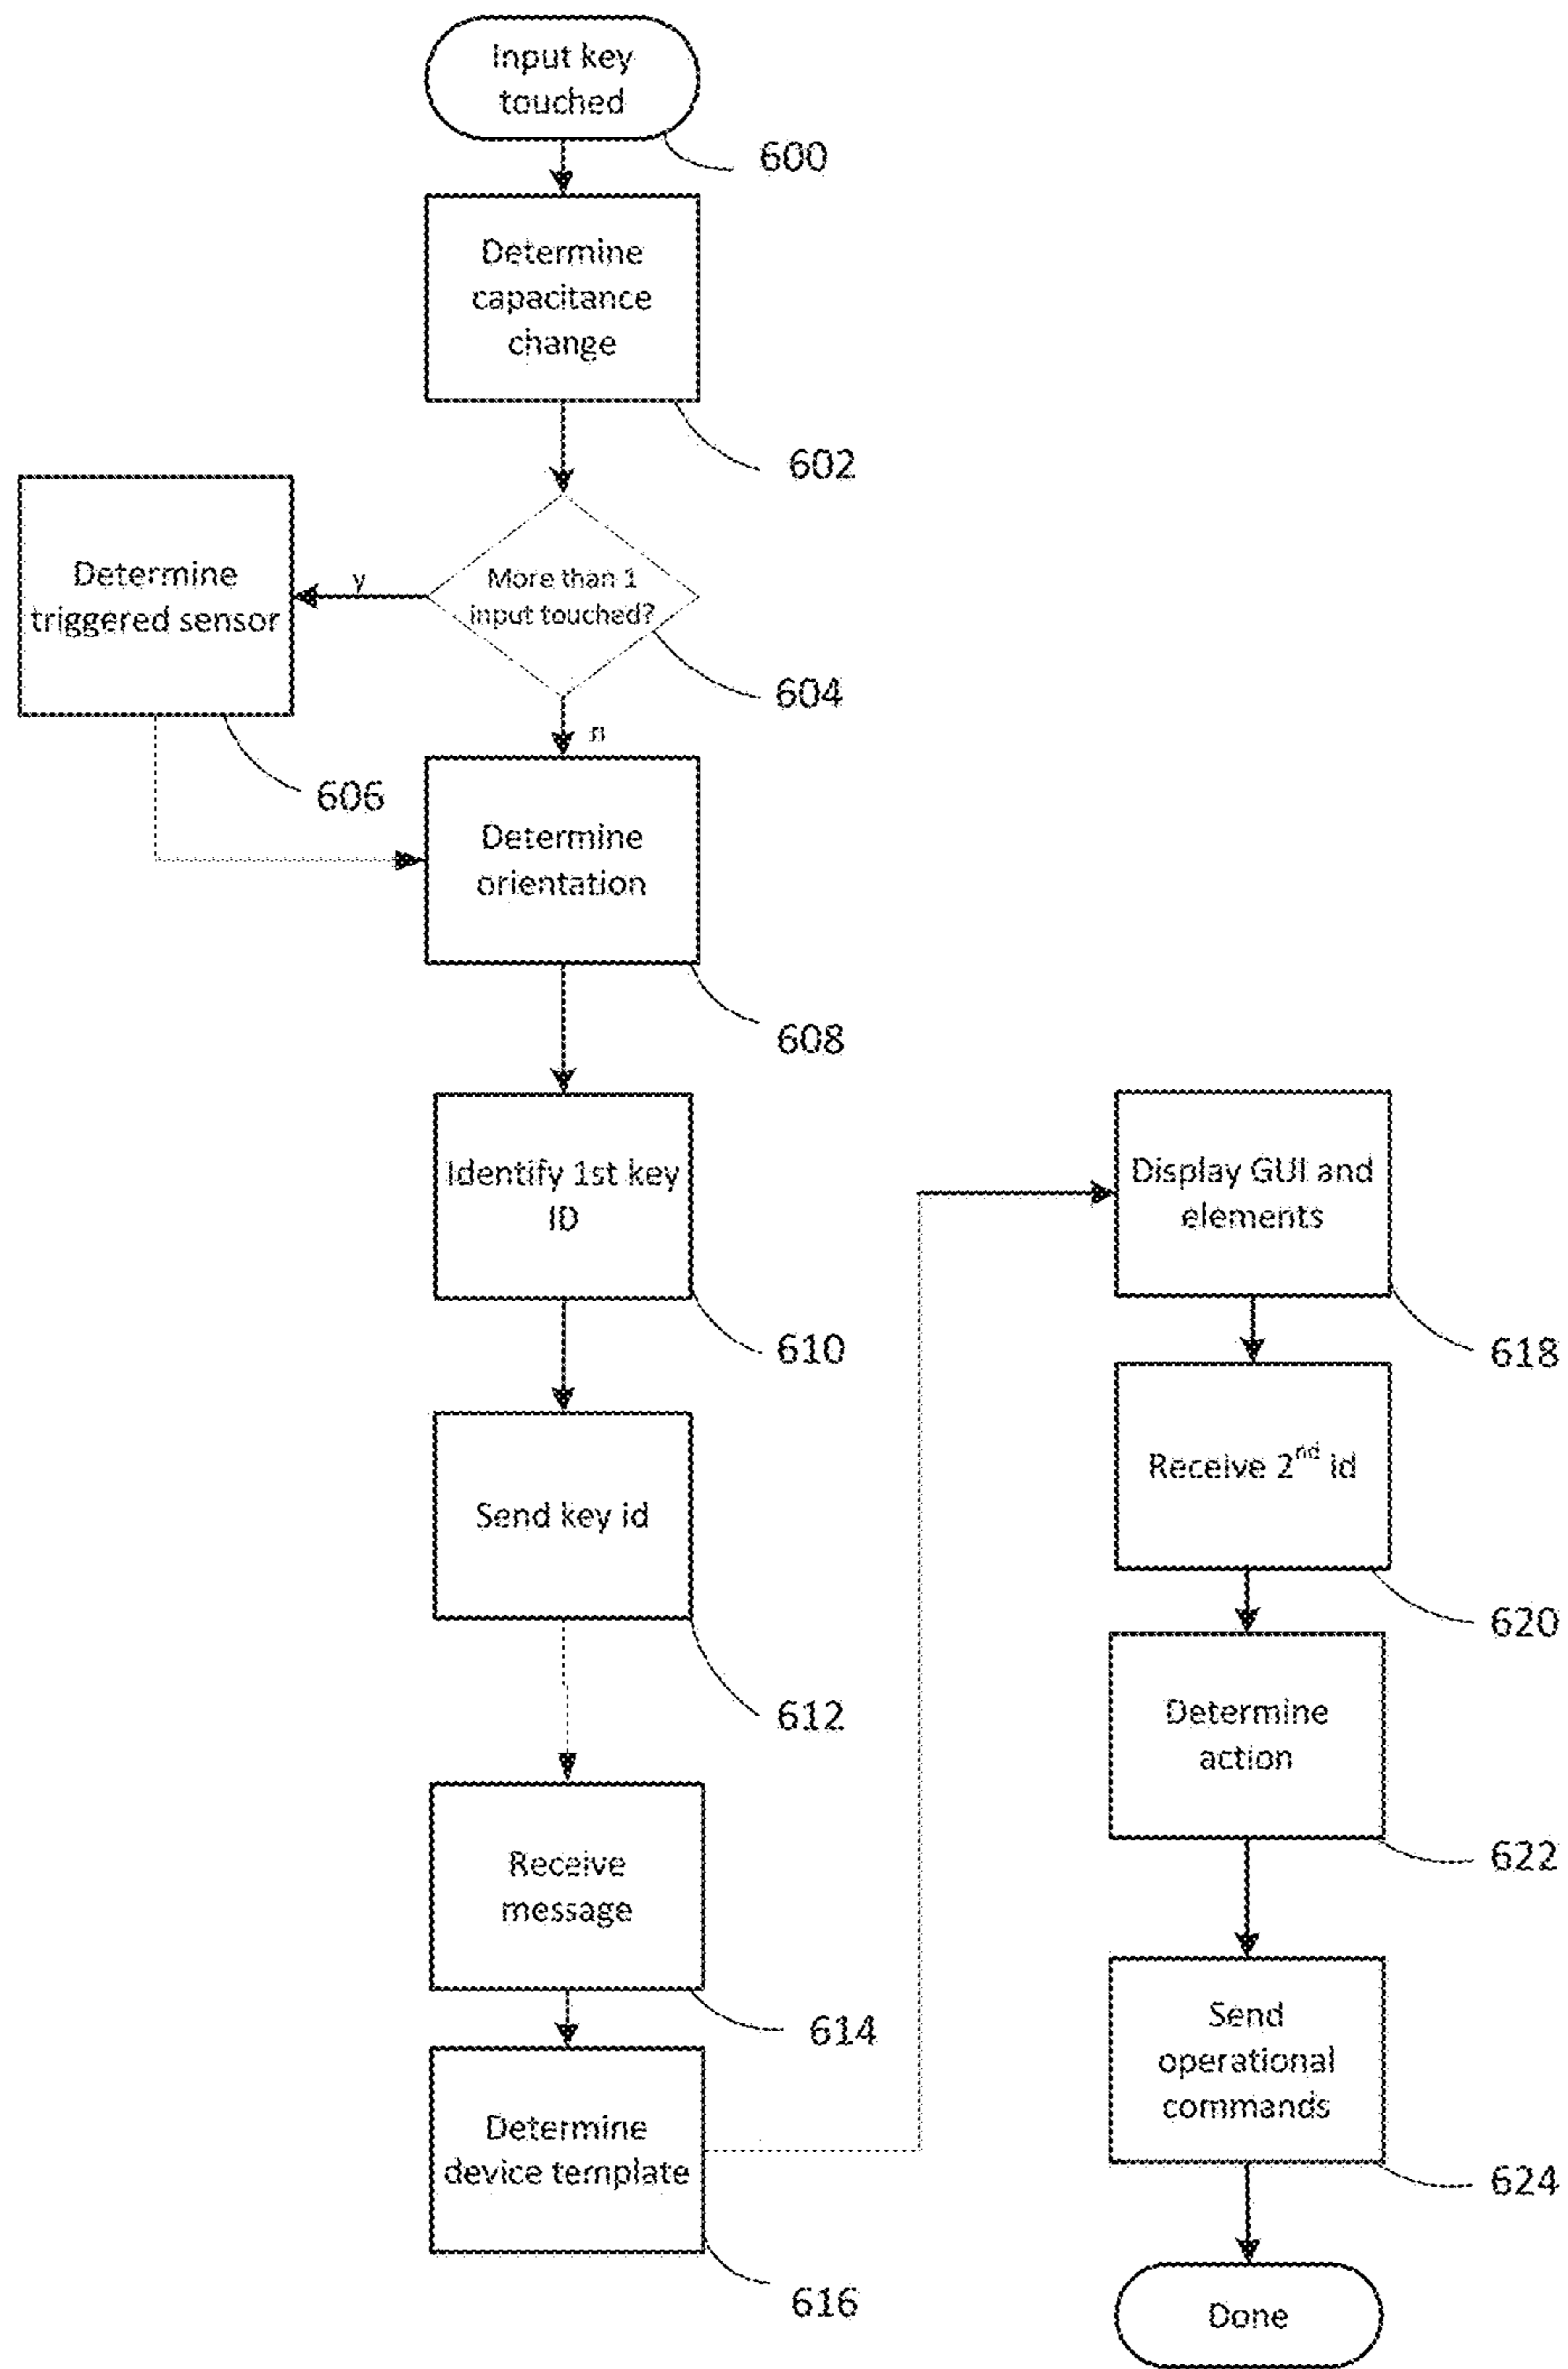 Input key
touched
600
Determine
capacitance
change
602
More than 1
input touched?
604
y
Determine
triggered sensor
606
n
Determine
orientation
608
Identify 1st key
ID
610
Send key id
612
Receive
message
614
Determine
device template
616
Display GUI and
elements
618
Receive 2nd id
620
Determine
action
622
Send
operational
commands
624
Done